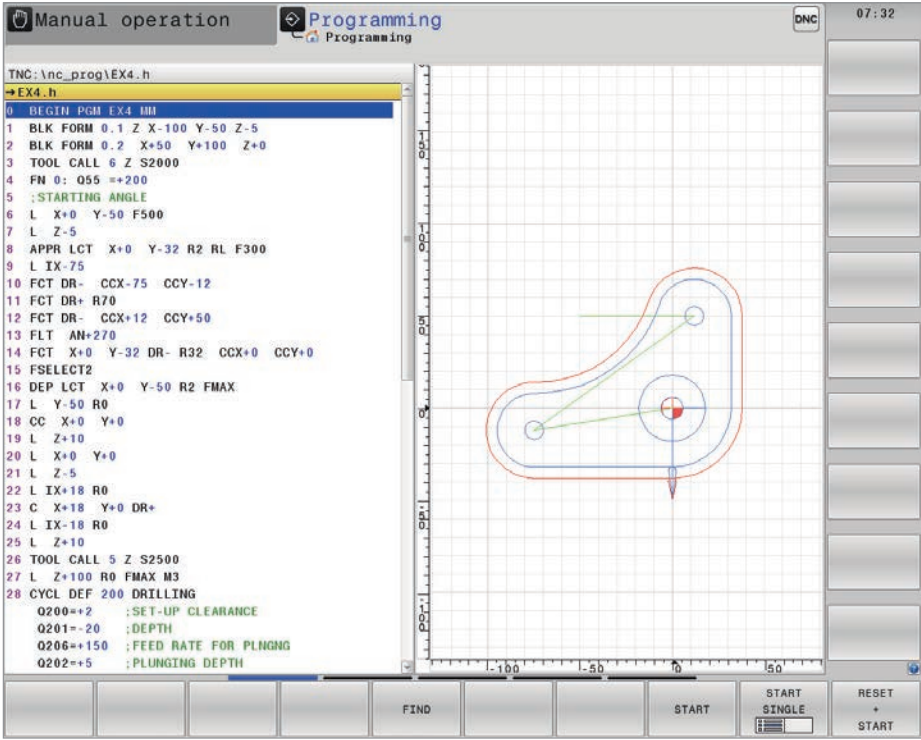 Manual operation
Programming
Programming
DNC
07:32
TNC:\nc_prog\EX4.h
→EX4.h
0 BEGIN PGM EX4 MM
1 BLK FORM 0.1 Z X-100 Y-50 Z-5
2 BLK FORM 0.2 X+50 Y+100 Z+0
3 TOOL CALL 6 Z S2000
4 FN 0: Q55 =+200
5 ;STARTING ANGLE
6 L X+0 Y-50 F500
7 L Z-5
8 APPR LCT X+0 Y-32 R2 RL F300
9 L IX-75
10 FCT DR- CCX-75 CCY-12
11 FCT DR+ R70
12 FCT DR- CCX+12 CCY+50
13 FLT AN+270
14 FCT X+0 Y-32 DR- R32 CCX+0 CCY+0
15 FSELECT2
16 DEP LCT X+0 Y-50 R2 FMAX
17 L Y-50 R0
18 CC X+0 Y+0
19 L Z+10
20 L X+0 Y+0
21 L Z-5
22 L IX+18 R0
23 C X+18 Y+0 DR+
24 L IX-18 R0
25 L Z+10
26 TOOL CALL 5 Z S2500
27 L Z+100 R0 FMAX M3
28 CYCL DEF 200 DRILLING
Q200=+2 ;SET-UP CLEARANCE
Q201=-20 ;DEPTH
Q206=+150 ;FEED RATE FOR PLNGNG
Q202=+5 ;PLUNGING DEPTH
150
100
50
0
-50
-100
-100 -50 0 50
FIND
START
START SINGLE
RESET + START